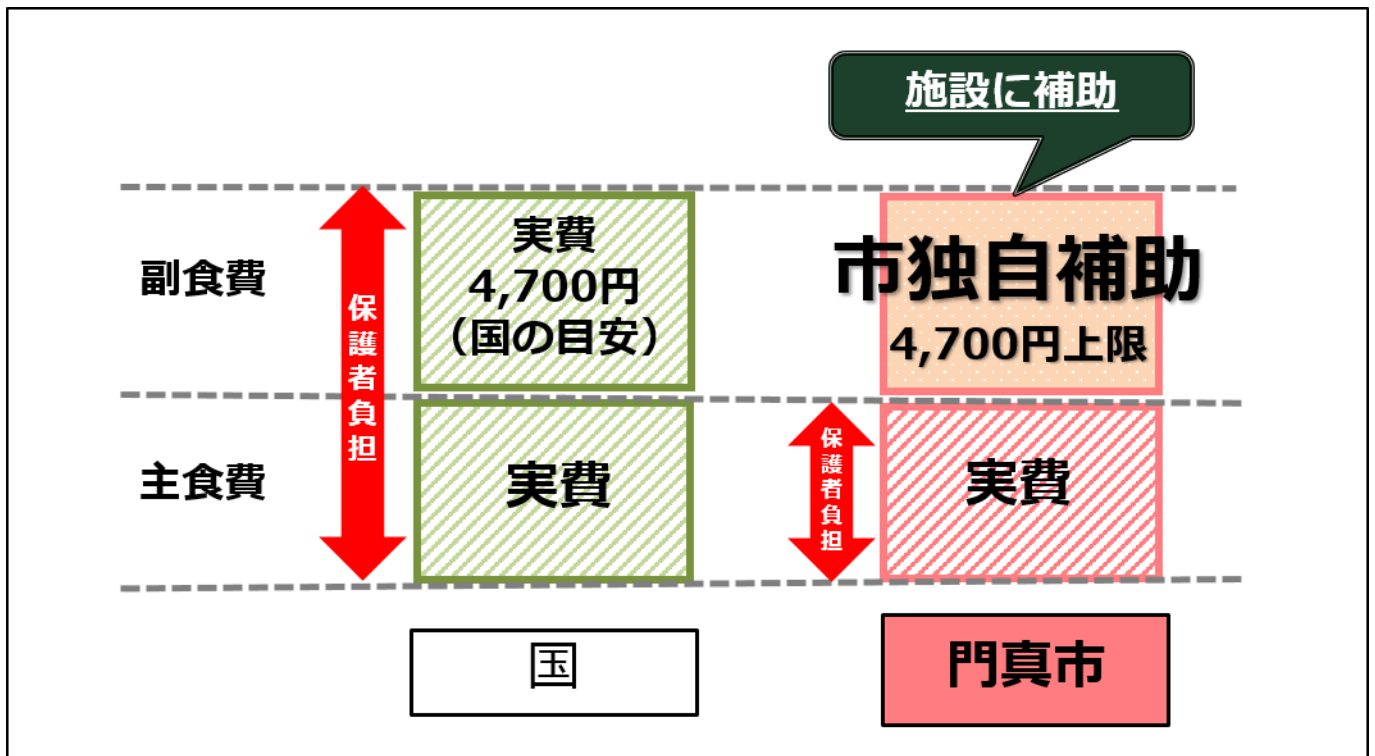 施設に補助
副食費
保護者負担
実費
4,700円
（国の目安）
市独自補助
4,700円上限
主食費
実費
保護者負担
実費
国
門真市